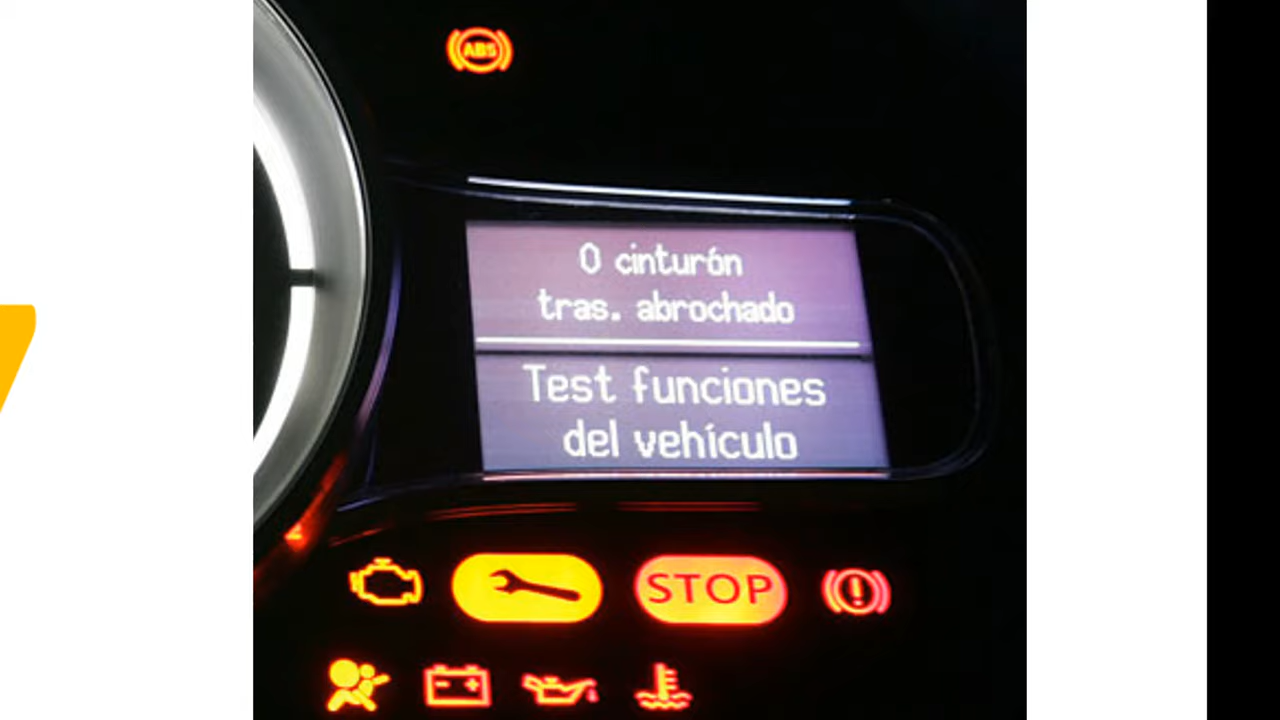 ABS
0 cinturón
tras. abrochado
Test funciones
del vehículo
STOP